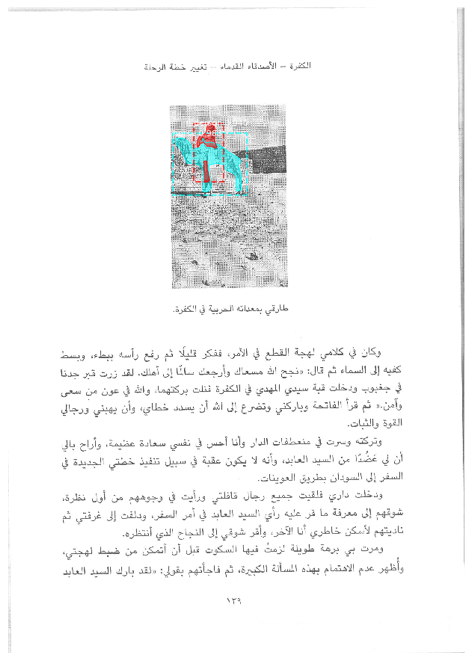 الكفرة – الأصدقاء القدماء – تغيير خطة الرحلة
طارقي بمعداته الحربية في الكفرة.
وكان في كلامي لهجة القطع في الأمر، ففكر قليلًا ثم رفع رأسه ببطء، وبسط
كفيه إلى السماء ثم قال: «نجح الله مسعاك وأرجعك سالمًا إلى أهلك، لقد زرت قبر جدنا
في جغبوب ودخلت قبة سيدي المهدي في الكفرة فنلت بركتهما. والله في عون من سعى
وآمن.» ثم قرأ الفاتحة وباركني وتضرع إلى الله أن يسدد خطاي، وأن يهبني ورجالي
القوة والثبات.
وتركته وسرت في منعطفات الدار وأنا أحس في نفسي سعادة عظيمة، وأراح بالي
أن لي عضُدًا من السيد العابد، وأنه لا يكون عقبة في سبيل تنفيذ خطتي الجديدة في
السفر إلى السودان بطريق العوينات.
ودخلت داري فلقيت جميع رجال قافلتي ورأيت في وجوههم من أول نظرة،
شوقهم إلى معرفة ما قر عليه رأي السيد العابد في أمر السفر، ودلفت إلى غرفتي ثم
ناديتهم لأسكن خاطري أنا الآخر، وأقر شوقي إلى النجاح الذي أنتظره.
ومرت بي برهة طويلة لزمتُ فيها السكوت قبل أن أتمكن من ضبط لهجتي،
وأُظهر عدم الاهتمام بهذه المسألة الكبيرة، ثم فاجأتهم بقولي: «لقد بارك السيد العابد
١٣٩